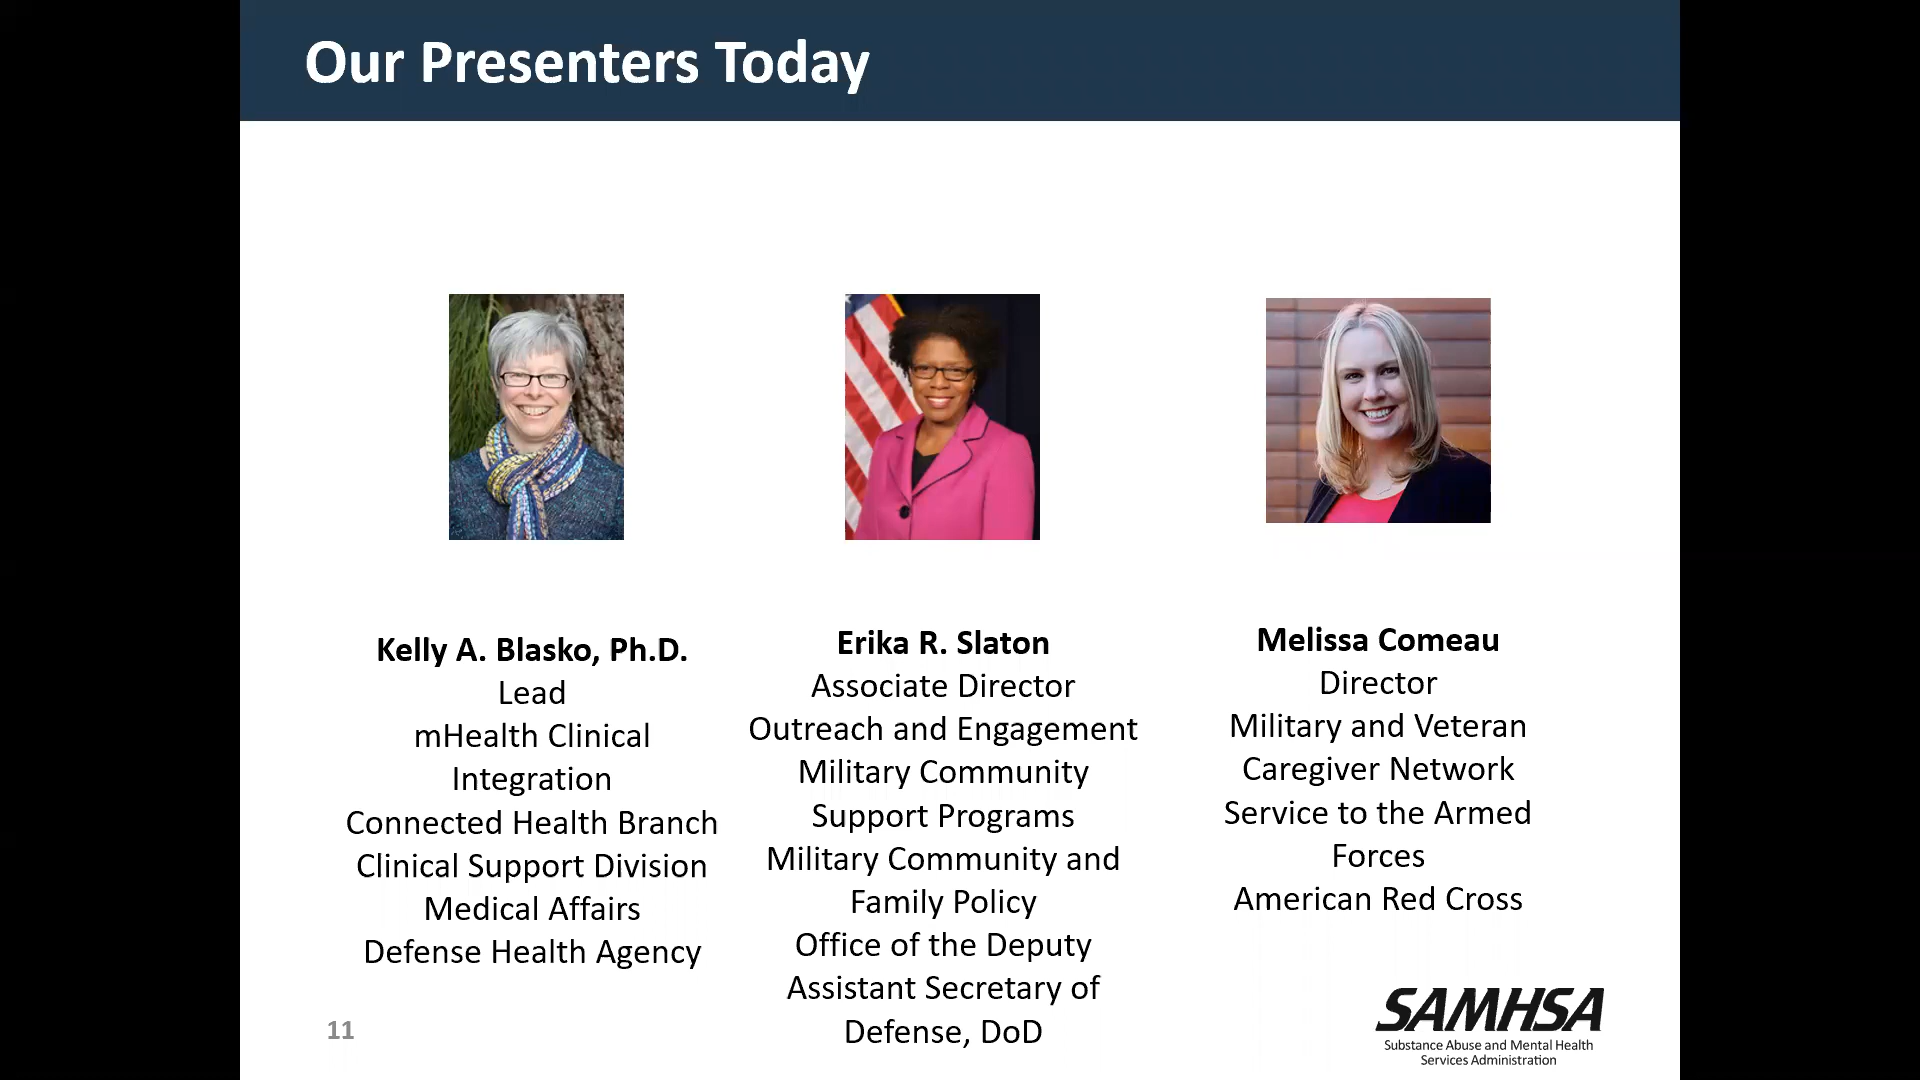 Our Presenters Today
Kelly A. Blasko, Ph.D.
Lead
mHealth Clinical
Integration
Connected Health Branch
Clinical Support Division
Medical Affairs
Defense Health Agency
Erika R. Slaton
Associate Director
Outreach and Engagement
Military Community
Support Programs
Military Community and
Family Policy
Office of the Deputy
Assistant Secretary of
Defense, DoD
Melissa Comeau
Director
Military and Veteran
Caregiver Network
Service to the Armed
Forces
American Red Cross
11
SAMHSA
Substance Abuse and Mental Health
Services Administration